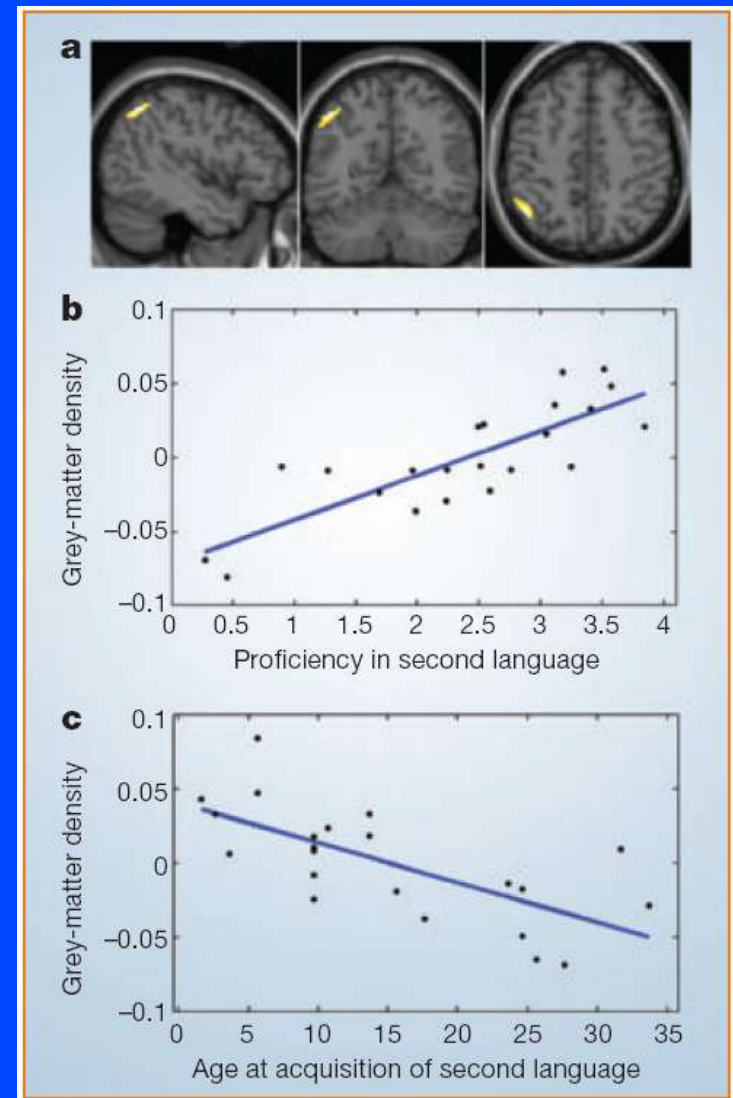 a
b
0.1
0.05
0
−0.05
−0.1
Grey-matter density
0 0.5 1 1.5 2 2.5 3 3.5 4
Proficiency in second language
c
0.1
0.05
0
−0.05
−0.1
Grey-matter density
0 5 10 15 20 25 30 35
Age at acquisition of second language